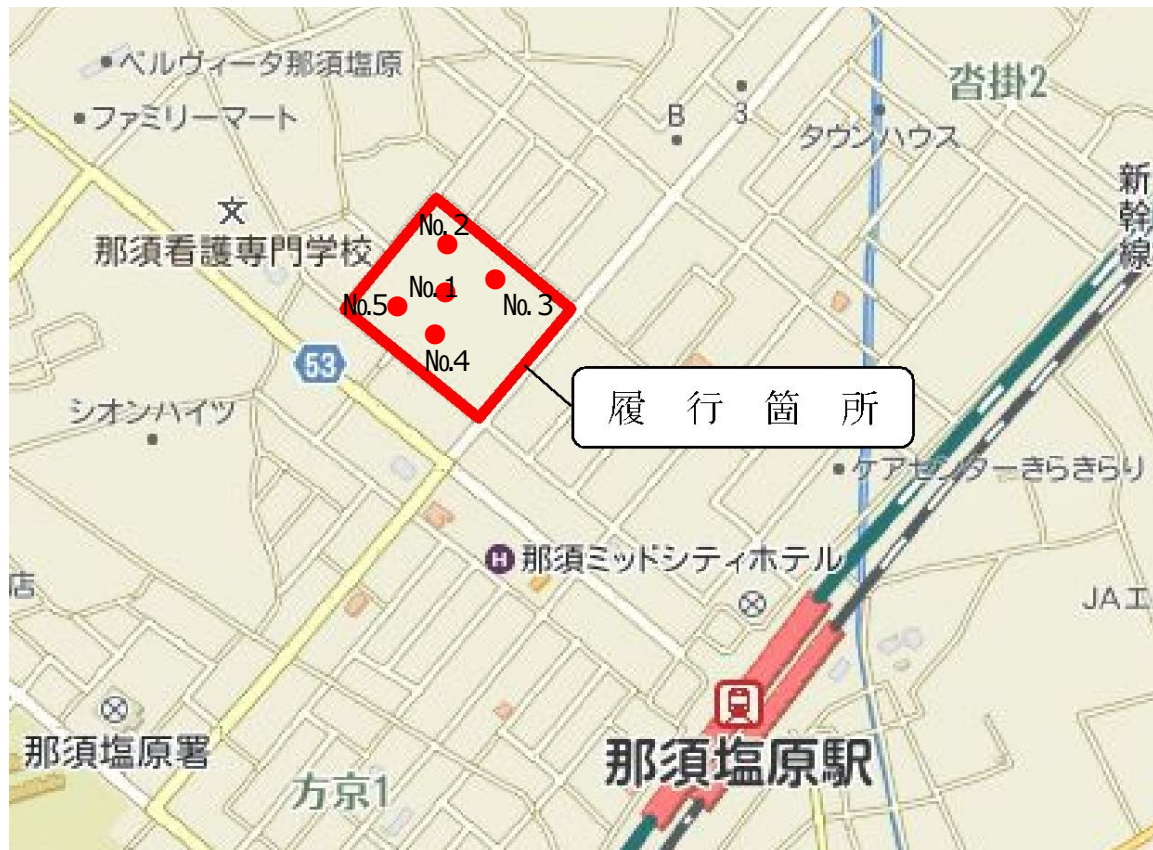 ベルヴィータ那須塩原
ファミリーマート
B
3
沓掛2
タウンハウス
新幹線
那須看護専門学校
No.2
No.1
No.3
No.5
No.4
53
シオンハイツ
履行箇所
ケアセンターきらきらり
H 那須ミッドシティホテル
店
JA工
那須塩原署
那須塩原駅
方京1